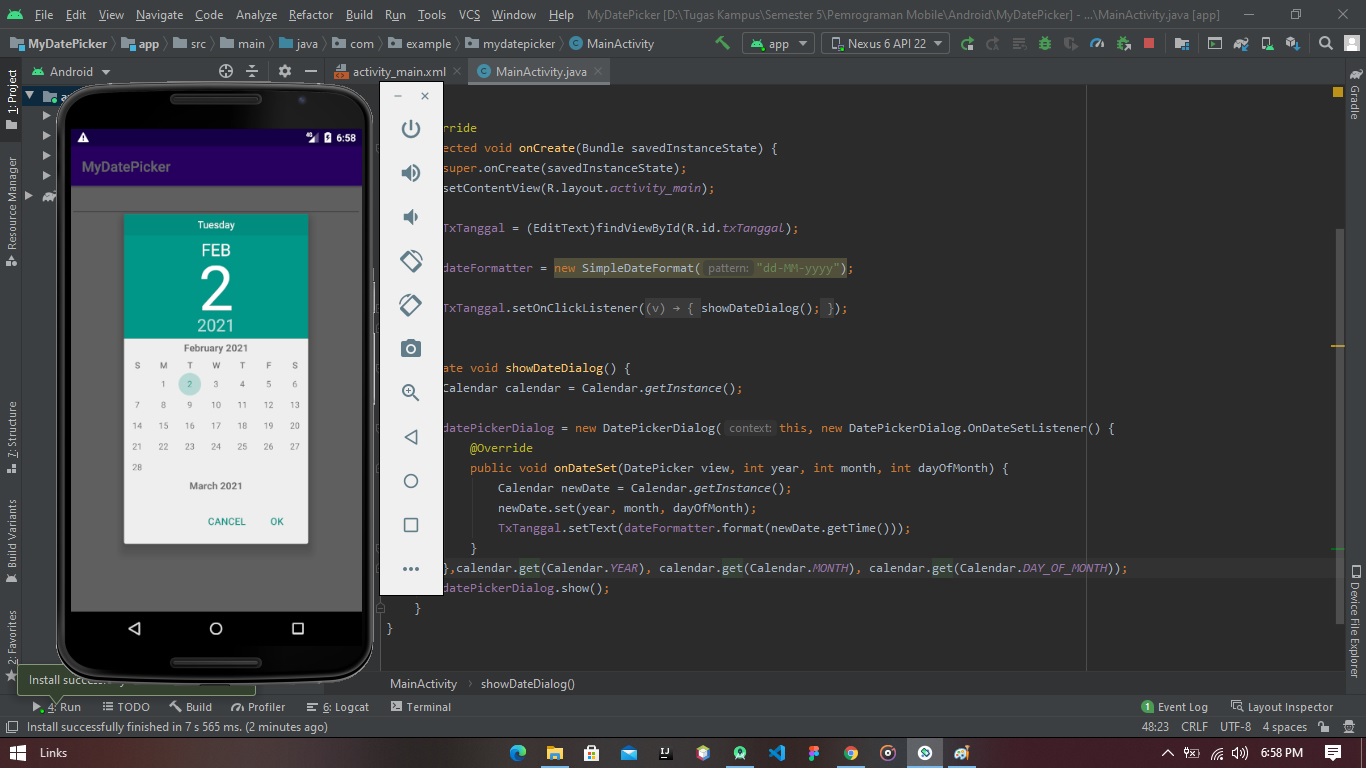 File Edit View Navigate Code Analyze Refactor Build Run Tools VCS Window Help MyDatePicker [D:\Tugas Kampus\Semester 5\Pemrograman Mobile\Android\MyDatePicker] - ...\MainActivity.java [app]
MyDatePicker app src main java com example mydatepicker MainActivity app Nexus 6 API 22
Android activity_main.xml MainActivity.java
1: Project
Resource Manager
7: Structure
Build Variants
2: Favorites
4G 6:58
MyDatePicker
Tuesday
FEB
2
2021
February 2021
S M T W T F S
1 2 3 4 5 6
7 8 9 10 11 12 13
14 15 16 17 18 19 20
21 22 23 24 25 26 27
28
March 2021
CANCEL OK
rride
ected void onCreate(Bundle savedInstanceState) {
super.onCreate(savedInstanceState);
setContentView(R.layout.activity_main);
TxTanggal = (EditText)findViewById(R.id.txTanggal);
dateFormatter = new SimpleDateFormat( pattern: "dd-MM-yyyy");
TxTanggal.setOnClickListener((v) → { showDateDialog(); });
ate void showDateDialog() {
Calendar calendar = Calendar.getInstance();
datePickerDialog = new DatePickerDialog( context: this, new DatePickerDialog.OnDateSetListener() {
@Override
public void onDateSet(DatePicker view, int year, int month, int dayOfMonth) {
Calendar newDate = Calendar.getInstance();
newDate.set(year, month, dayOfMonth);
TxTanggal.setText(dateFormatter.format(newDate.getTime()));
}
},calendar.get(Calendar.YEAR), calendar.get(Calendar.MONTH), calendar.get(Calendar.DAY_OF_MONTH));
datePickerDialog.show();
}
}
Gradle
Device File Explorer
Install success
MainActivity showDateDialog()
4: Run TODO Build Profiler 6: Logcat Terminal 1 Event Log Layout Inspector
Install successfully finished in 7 s 565 ms. (2 minutes ago) 48:23 CRLF UTF-8 4 spaces
Links 6:58 PM